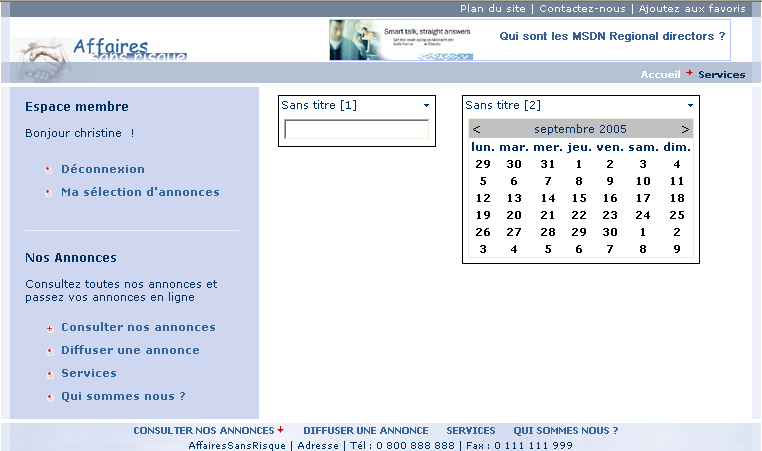 Plan du site | Contactez-nous | Ajoutez aux favoris
Affaires
sans risque
Smart talk, straight answers
Qui sont les MSDN Regional directors ?
Accueil Services
Espace membre
Bonjour christine !
Déconnexion
Ma sélection d'annonces
Nos Annonces
Consultez toutes nos annonces et
passez vos annonces en ligne
Consulter nos annonces
Diffuser une annonce
Services
Qui sommes nous ?
Sans titre [1]
Sans titre [2]
< septembre 2005 >
lun. mar. mer. jeu. ven. sam. dim.
29 30 31 1 2 3 4
5 6 7 8 9 10 11
12 13 14 15 16 17 18
19 20 21 22 23 24 25
26 27 28 29 30 1 2
3 4 5 6 7 8 9
CONSULTER NOS ANNONCES DIFFUSER UNE ANNONCE SERVICES QUI SOMMES NOUS ?
AffairesSansRisque | Adresse | Tél : 0 800 888 888 | Fax : 0 111 111 999